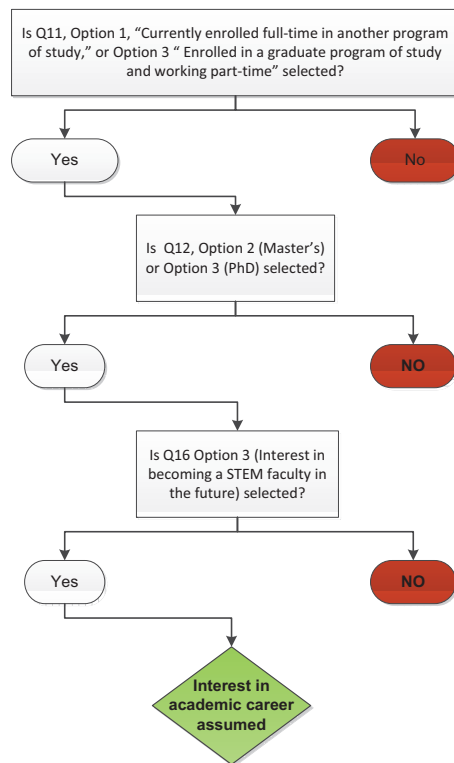 Is Q11, Option 1, “Currently enrolled full-time in another program
of study,” or Option 3 “ Enrolled in a graduate program of study
and working part-time” selected?
Yes
No
Is Q12, Option 2 (Master’s)
or Option 3 (PhD) selected?
Yes
NO
Is Q16 Option 3 (Interest in
becoming a STEM faculty in
the future) selected?
Yes
NO
Interest in
academic career
assumed